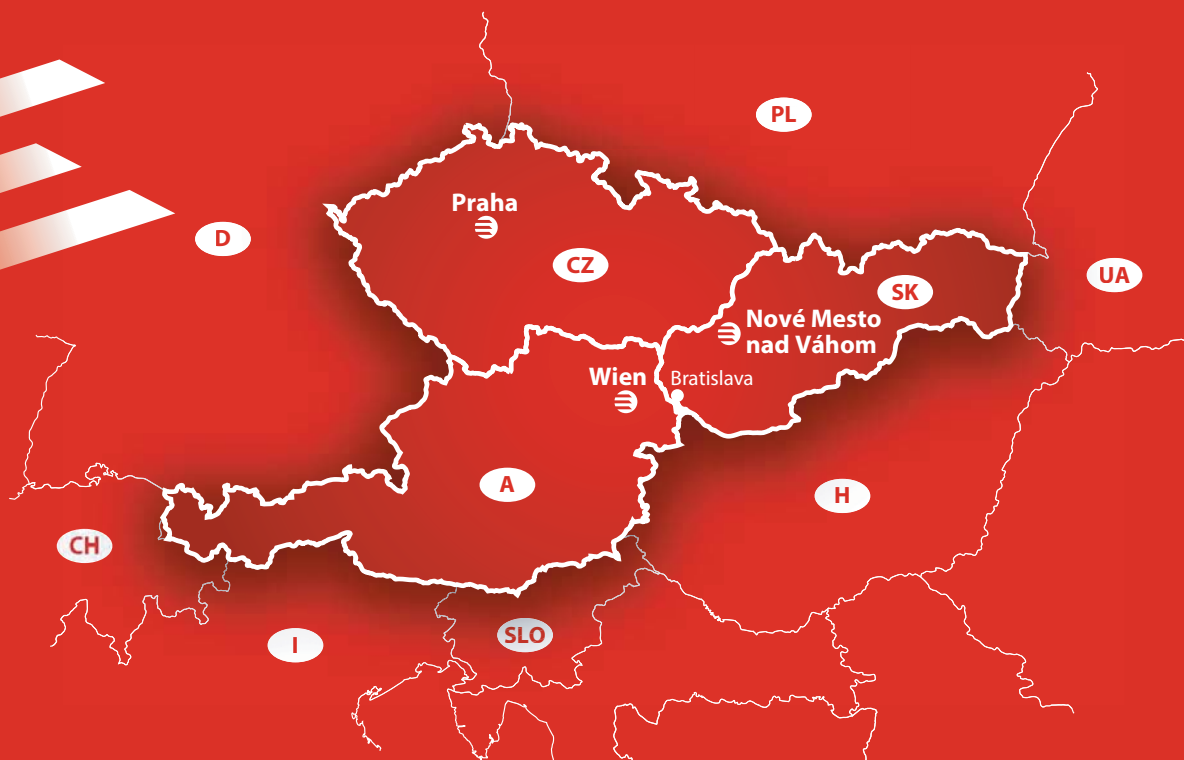 PL
Praha
D
CZ
UA
SK
Nové Mesto
nad Váhom
Wien
Bratislava
A
H
CH
I
SLO